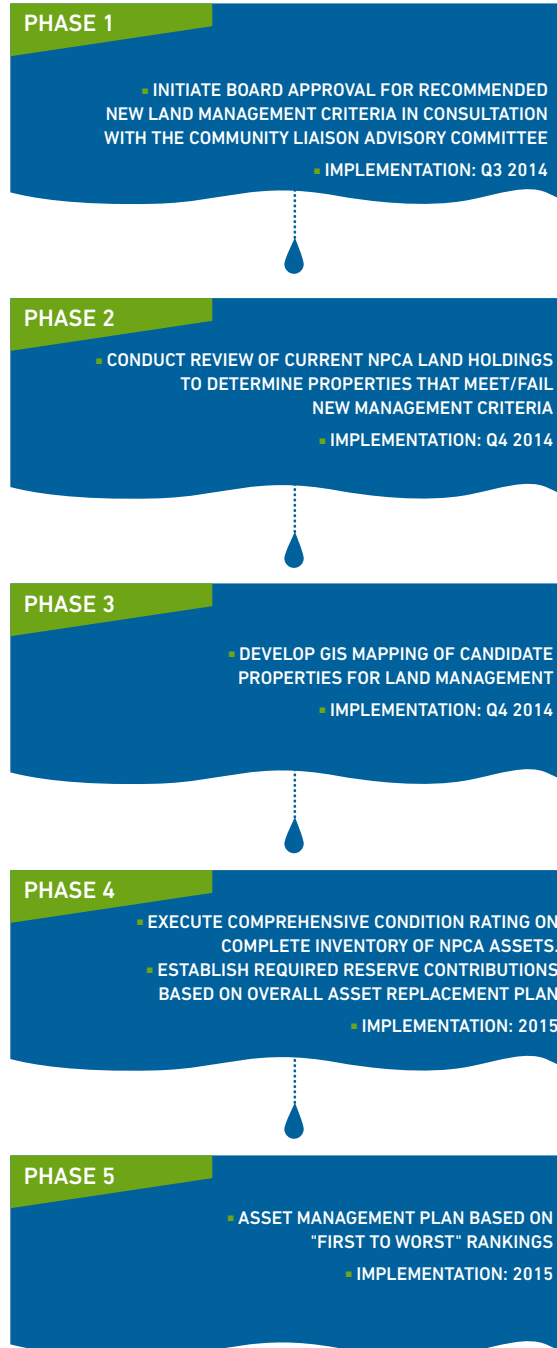 PHASE 1
▪ INITIATE BOARD APPROVAL FOR RECOMMENDED
NEW LAND MANAGEMENT CRITERIA IN CONSULTATION
WITH THE COMMUNITY LIAISON ADVISORY COMMITTEE
▪ IMPLEMENTATION: Q3 2014
PHASE 2
▪ CONDUCT REVIEW OF CURRENT NPCA LAND HOLDINGS
TO DETERMINE PROPERTIES THAT MEET/FAIL
NEW MANAGEMENT CRITERIA
▪ IMPLEMENTATION: Q4 2014
PHASE 3
▪ DEVELOP GIS MAPPING OF CANDIDATE
PROPERTIES FOR LAND MANAGEMENT
▪ IMPLEMENTATION: Q4 2014
PHASE 4
▪ EXECUTE COMPREHENSIVE CONDITION RATING ON
COMPLETE INVENTORY OF NPCA ASSETS.
▪ ESTABLISH REQUIRED RESERVE CONTRIBUTIONS
BASED ON OVERALL ASSET REPLACEMENT PLAN
▪ IMPLEMENTATION: 2015
PHASE 5
▪ ASSET MANAGEMENT PLAN BASED ON
"FIRST TO WORST" RANKINGS
▪ IMPLEMENTATION: 2015